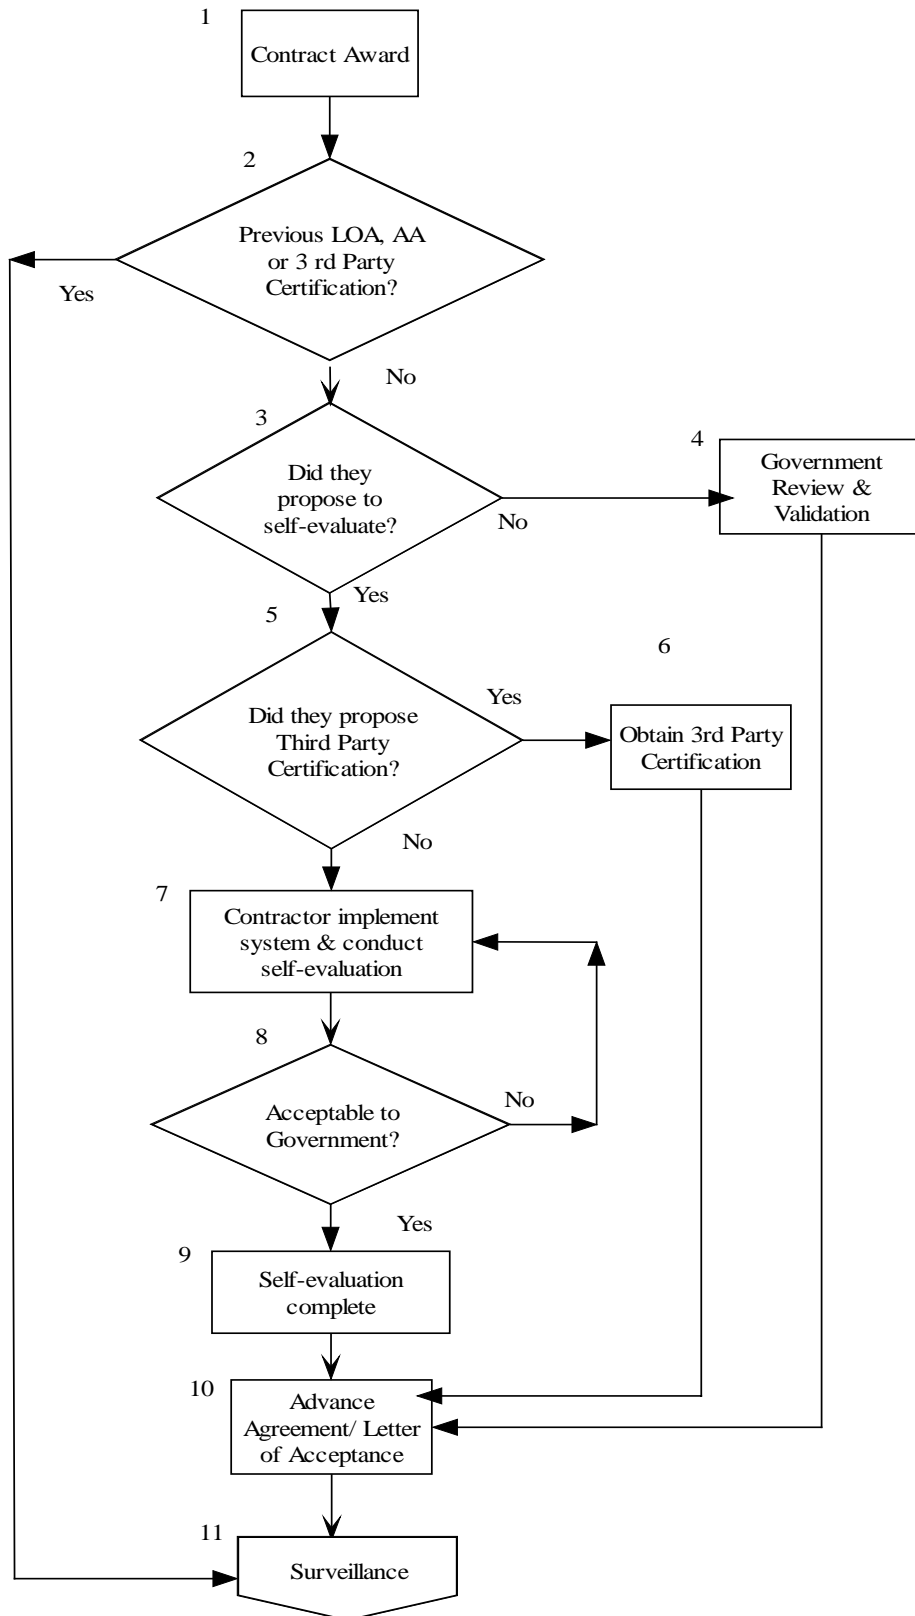 1
Contract Award
2
Previous LOA, AA
or 3 rd Party
Certification?
Yes
No
3
Did they
propose to
self-evaluate?
No
4
Government
Review &
Validation
Yes
5
Did they propose
Third Party
Certification?
Yes
6
Obtain 3rd Party
Certification
No
7
Contractor implement
system & conduct
self-evaluation
8
Acceptable to
Government?
No
Yes
9
Self-evaluation
complete
10
Advance
Agreement/ Letter
of Acceptance
11
Surveillance